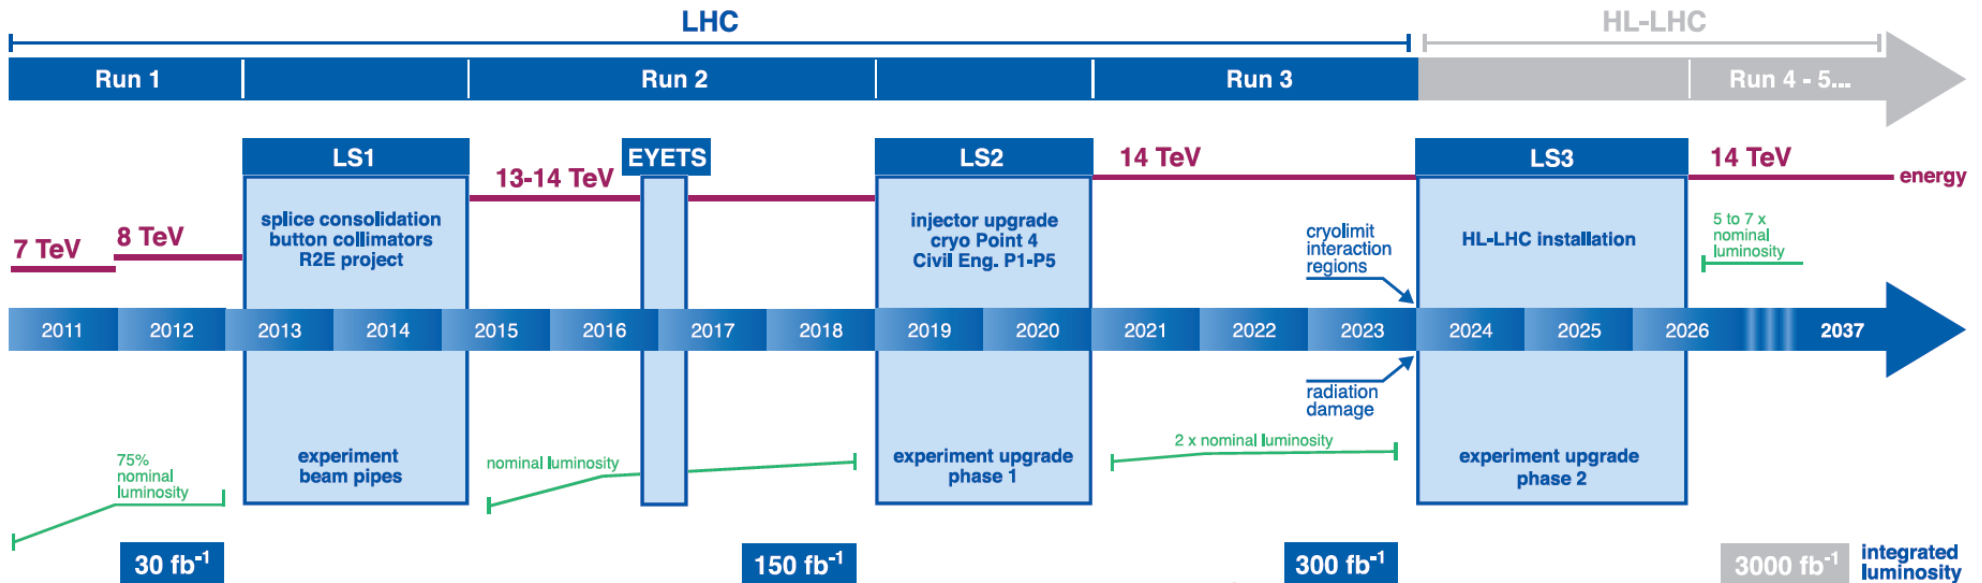 LHC
HL-LHC
Run 1
Run 2
Run 3
Run 4 - 5...
LS1
EYETS
LS2
14 TeV
LS3
14 TeV
energy
13-14 TeV
7 TeV
8 TeV
splice consolidation
button collimators
R2E project
injector upgrade
cryo Point 4
Civil Eng. P1-P5
cryolimit
interaction
regions
HL-LHC installation
5 to 7 x
nominal
luminosity
2011
2012
2013
2014
2015
2016
2017
2018
2019
2020
2021
2022
2023
2024
2025
2026
2037
radiation
damage
75%
nominal
luminosity
experiment
beam pipes
nominal luminosity
experiment upgrade
phase 1
2 x nominal luminosity
experiment upgrade
phase 2
30 fb⁻¹
150 fb⁻¹
300 fb⁻¹
3000 fb⁻¹
integrated
luminosity